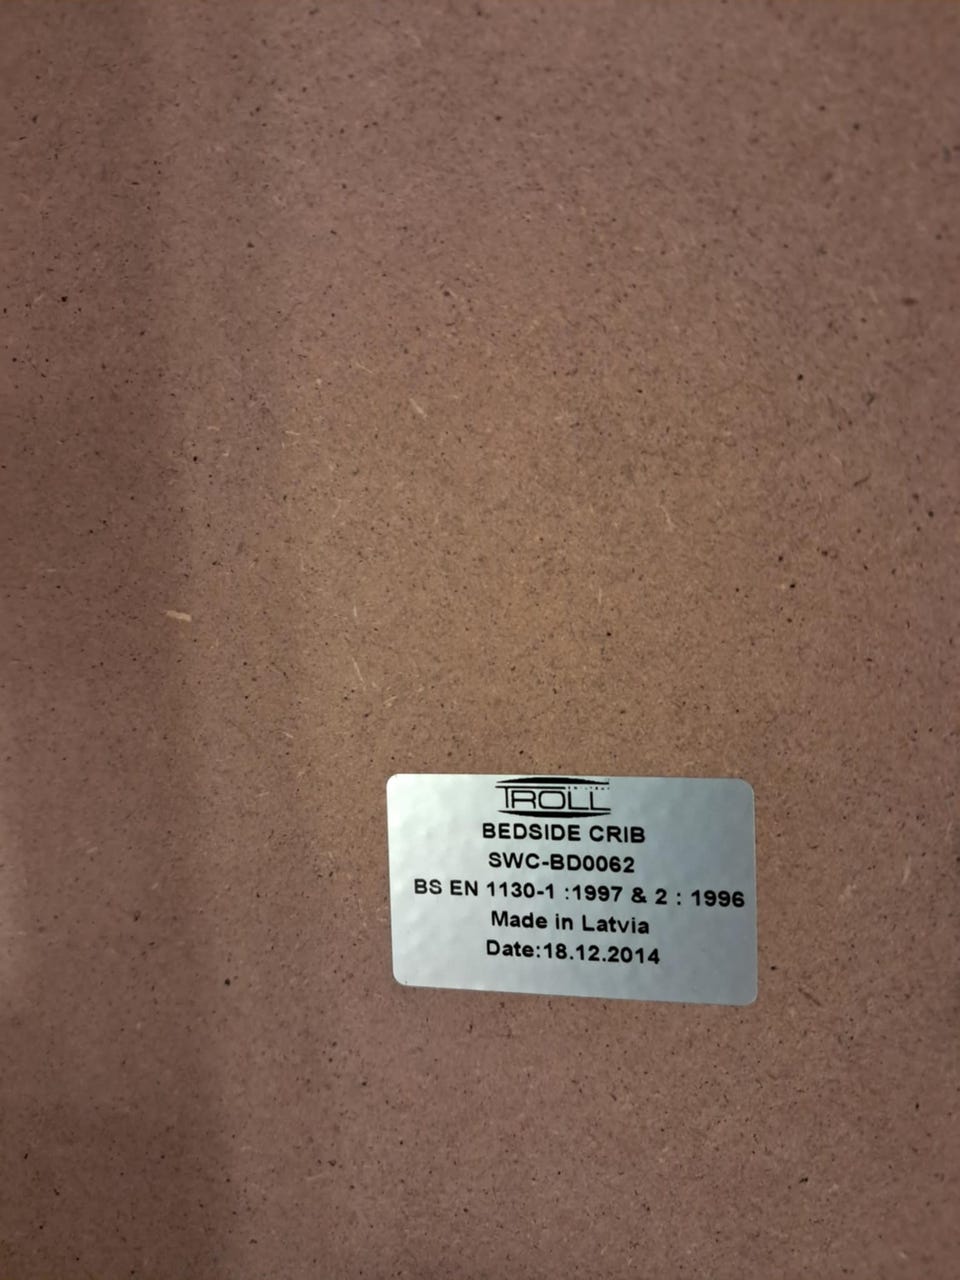 TROLL
BEDSIDE CRIB
SWC-BD0062
BS EN 1130-1 :1997 & 2 : 1996
Made in Latvia
Date:18.12.2014